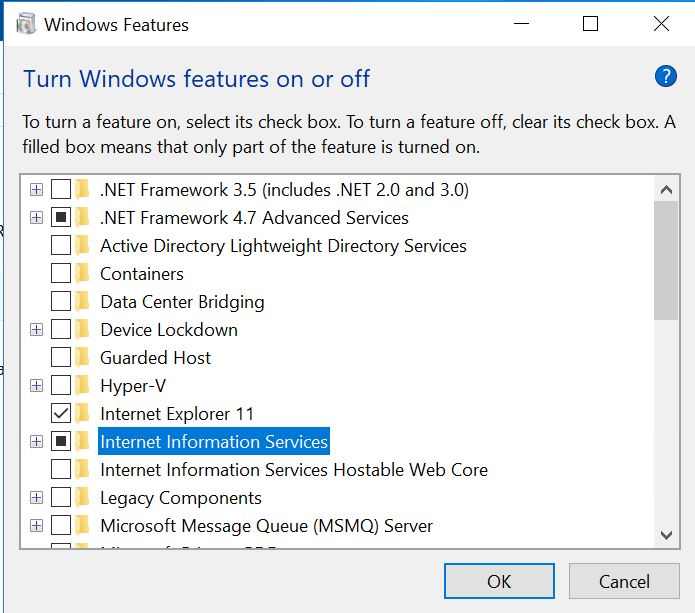 Windows Features
Turn Windows features on or off
?
To turn a feature on, select its check box. To turn a feature off, clear its check box. A
filled box means that only part of the feature is turned on.
.NET Framework 3.5 (includes .NET 2.0 and 3.0)
.NET Framework 4.7 Advanced Services
Active Directory Lightweight Directory Services
Containers
Data Center Bridging
Device Lockdown
Guarded Host
Hyper-V
Internet Explorer 11
Internet Information Services
Internet Information Services Hostable Web Core
Legacy Components
Microsoft Message Queue (MSMQ) Server
OK Cancel